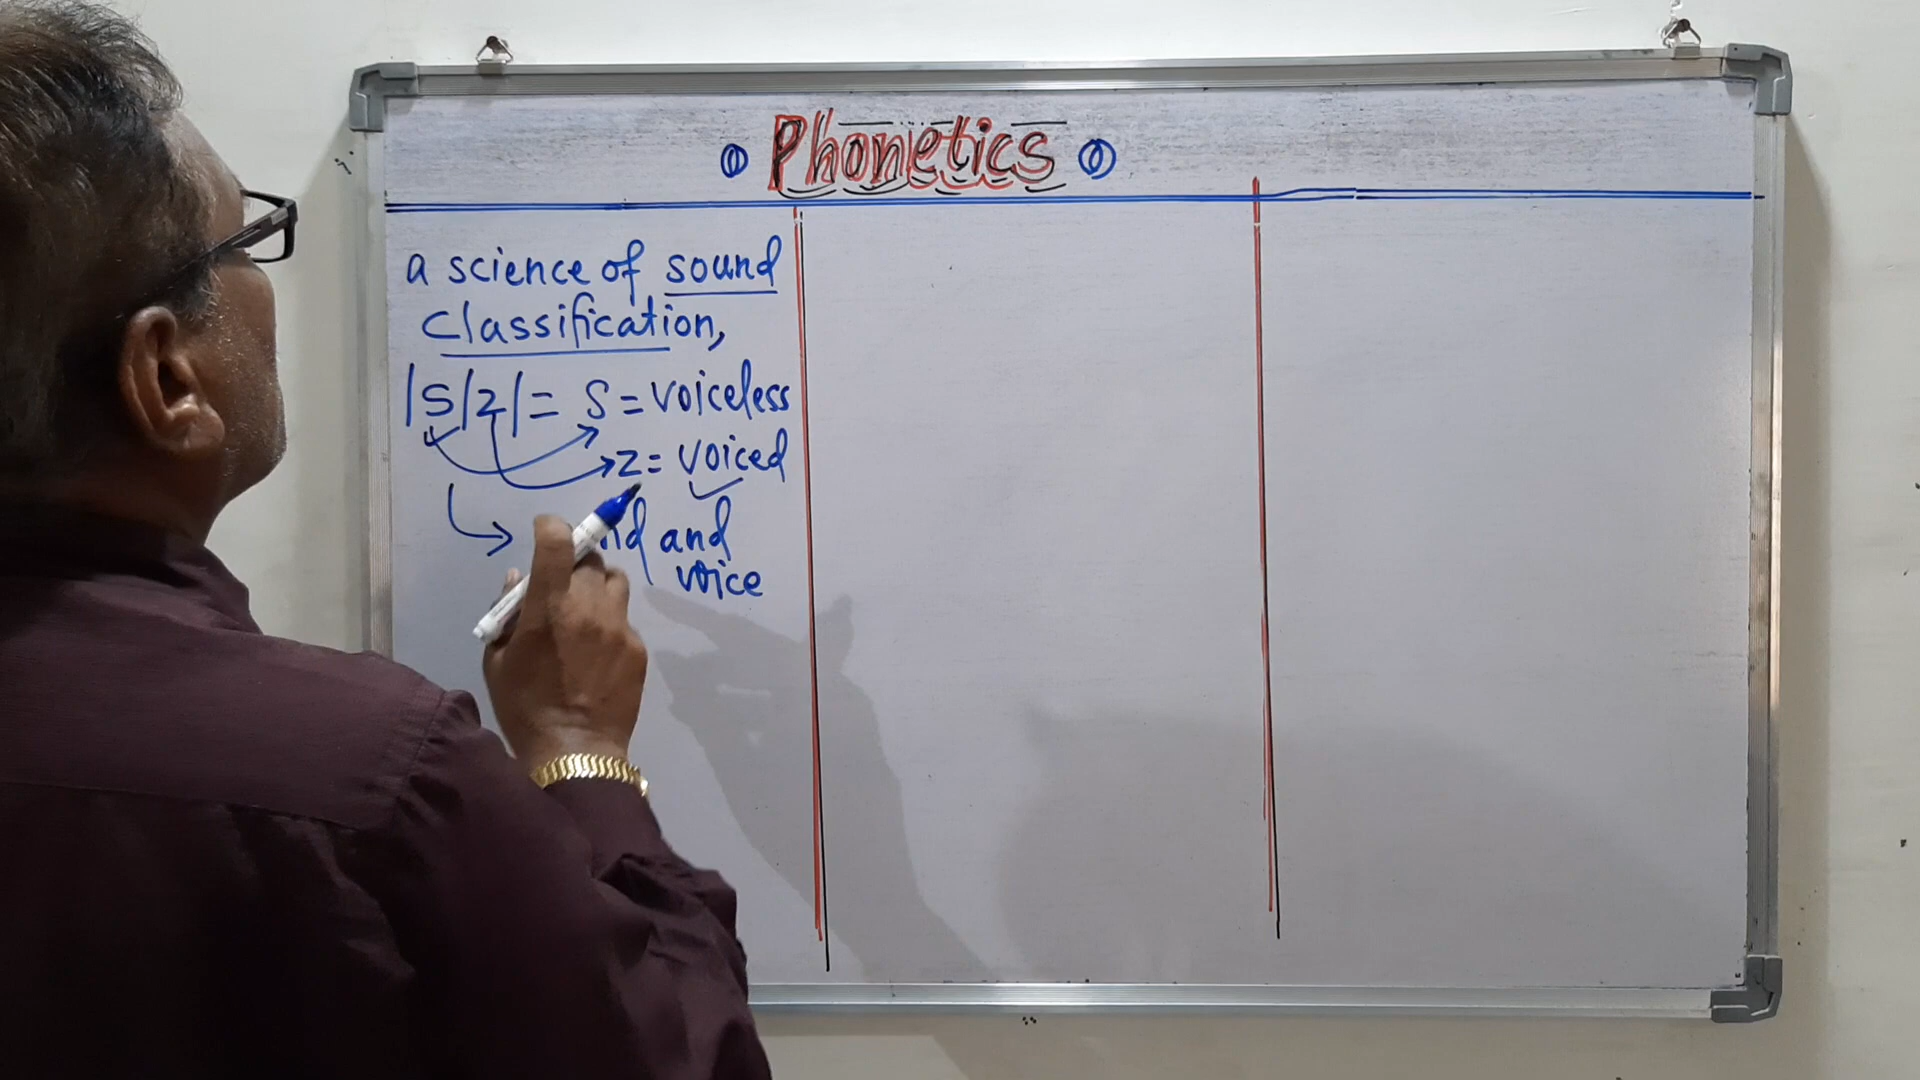 Phonetics
a science of sound
classification,
|s|z| = s = voiceless
z = voiced
and
voice